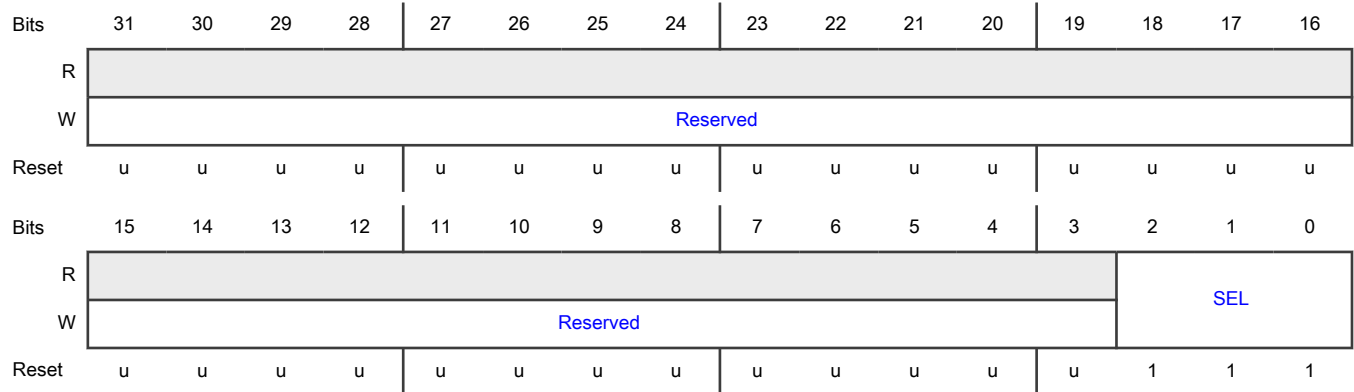 Bits 31 30 29 28 27 26 25 24 23 22 21 20 19 18 17 16
R
W Reserved
Reset u u u u u u u u u u u u u u u u
Bits 15 14 13 12 11 10 9 8 7 6 5 4 3 2 1 0
R
SEL
W Reserved
Reset u u u u u u u u u u u u u 1 1 1